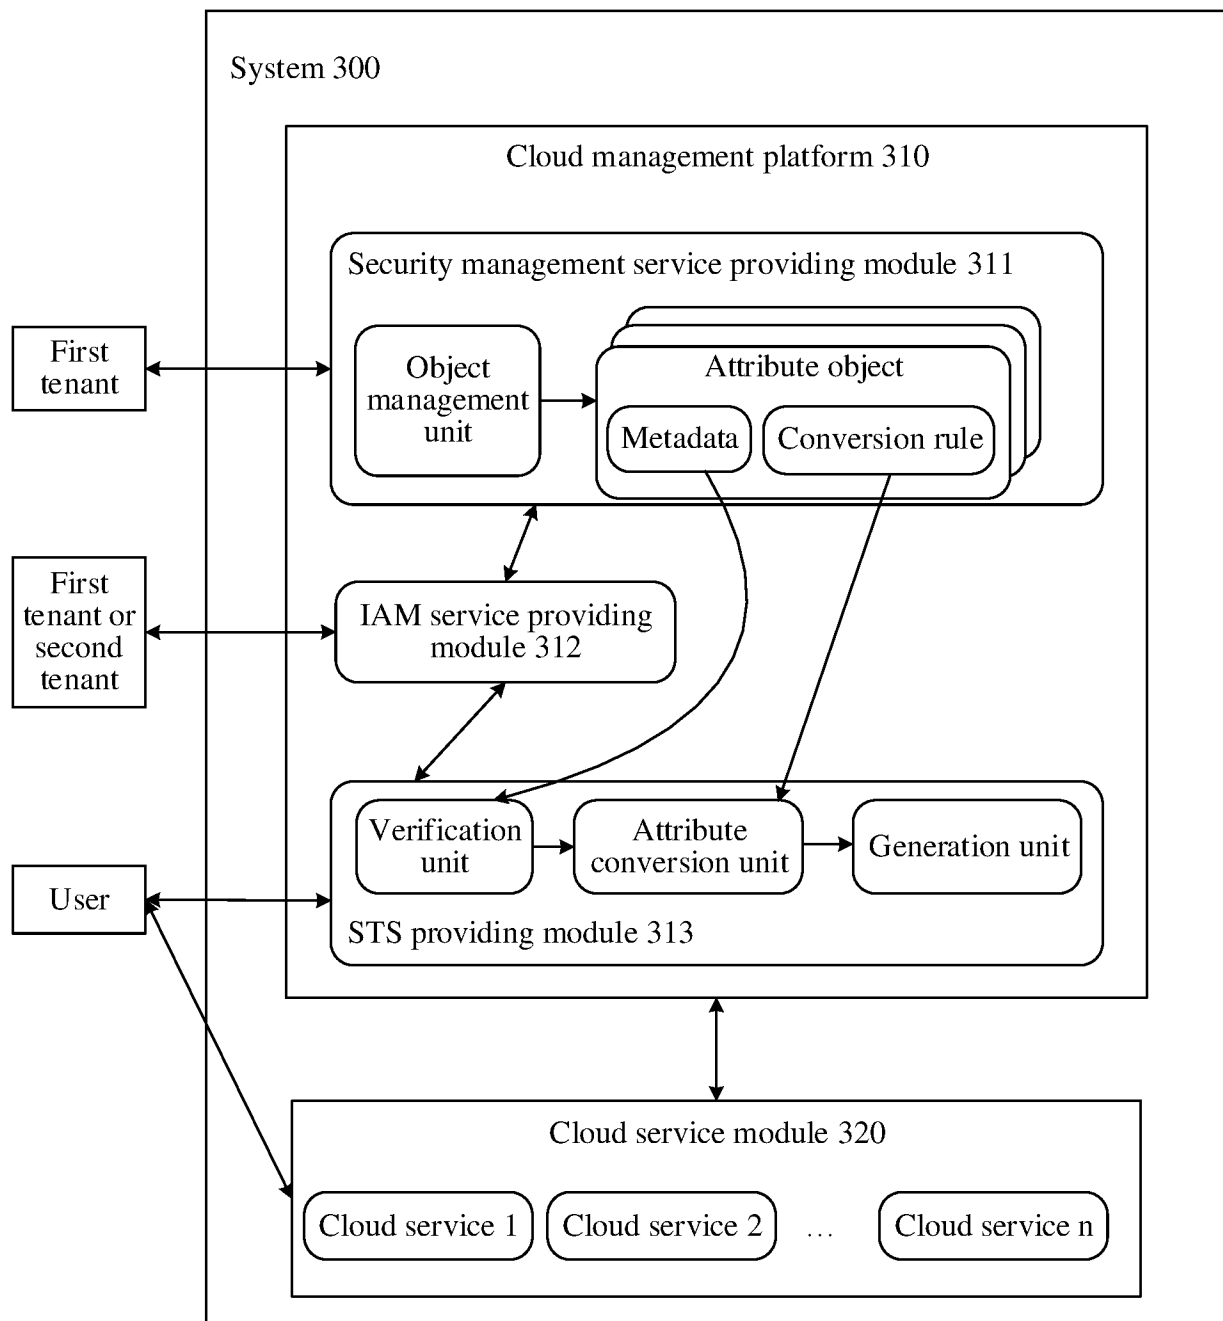 System 300
Cloud management platform 310
Security management service providing module 311
First
tenant
Object
management
unit
Attribute object
Metadata
Conversion rule
First
tenant or
second
tenant
IAM service providing
module 312
Verification
unit
Attribute
conversion unit
Generation unit
User
STS providing module 313
Cloud service module 320
Cloud service 1
Cloud service 2
...
Cloud service n